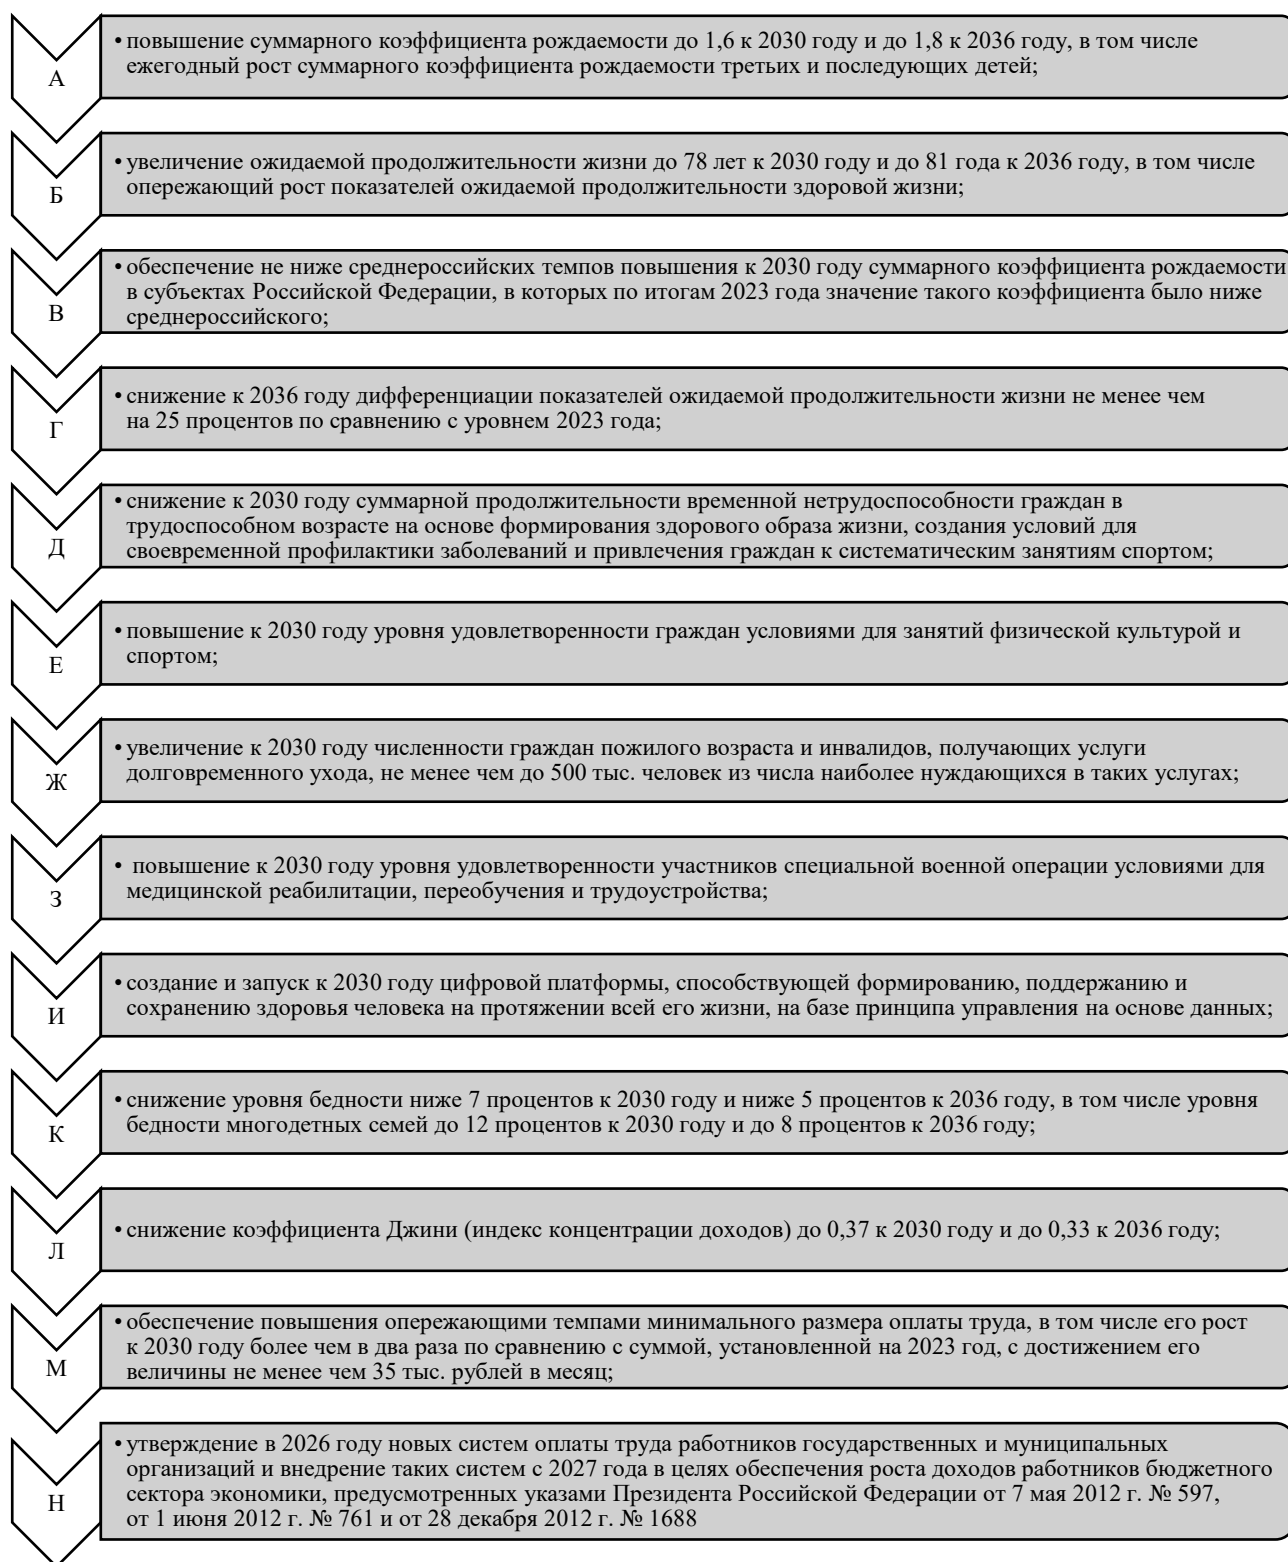 А
• повышение суммарного коэффициента рождаемости до 1,6 к 2030 году и до 1,8 к 2036 году, в том числе
ежегодный рост суммарного коэффициента рождаемости третьих и последующих детей;
Б
• увеличение ожидаемой продолжительности жизни до 78 лет к 2030 году и до 81 года к 2036 году, в том числе
опережающий рост показателей ожидаемой продолжительности здоровой жизни;
В
• обеспечение не ниже среднероссийских темпов повышения к 2030 году суммарного коэффициента рождаемости
в субъектах Российской Федерации, в которых по итогам 2023 года значение такого коэффициента было ниже
среднероссийского;
Г
• снижение к 2036 году дифференциации показателей ожидаемой продолжительности жизни не менее чем
на 25 процентов по сравнению с уровнем 2023 года;
Д
• снижение к 2030 году суммарной продолжительности временной нетрудоспособности граждан в
трудоспособном возрасте на основе формирования здорового образа жизни, создания условий для
своевременной профилактики заболеваний и привлечения граждан к систематическим занятиям спортом;
Е
• повышение к 2030 году уровня удовлетворенности граждан условиями для занятий физической культурой и
спортом;
Ж
• увеличение к 2030 году численности граждан пожилого возраста и инвалидов, получающих услуги
долговременного ухода, не менее чем до 500 тыс. человек из числа наиболее нуждающихся в таких услугах;
З
• повышение к 2030 году уровня удовлетворенности участников специальной военной операции условиями для
медицинской реабилитации, переобучения и трудоустройства;
И
• создание и запуск к 2030 году цифровой платформы, способствующей формированию, поддержанию и
сохранению здоровья человека на протяжении всей его жизни, на базе принципа управления на основе данных;
К
• снижение уровня бедности ниже 7 процентов к 2030 году и ниже 5 процентов к 2036 году, в том числе уровня
бедности многодетных семей до 12 процентов к 2030 году и до 8 процентов к 2036 году;
Л
• снижение коэффициента Джини (индекс концентрации доходов) до 0,37 к 2030 году и до 0,33 к 2036 году;
М
• обеспечение повышения опережающими темпами минимального размера оплаты труда, в том числе его рост
к 2030 году более чем в два раза по сравнению с суммой, установленной на 2023 год, с достижением его
величины не менее чем 35 тыс. рублей в месяц;
Н
• утверждение в 2026 году новых систем оплаты труда работников государственных и муниципальных
организаций и внедрение таких систем с 2027 года в целях обеспечения роста доходов работников бюджетного
сектора экономики, предусмотренных указами Президента Российской Федерации от 7 мая 2012 г. № 597,
от 1 июня 2012 г. № 761 и от 28 декабря 2012 г. № 1688